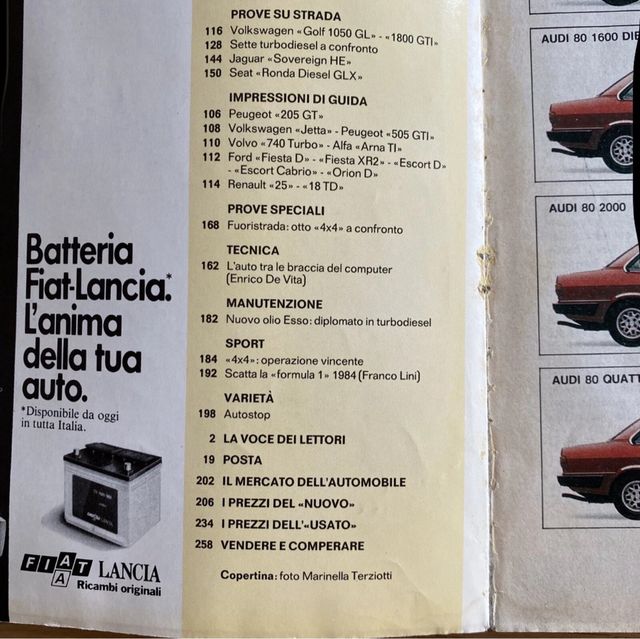 PROVE SU STRADA
116 Volkswagen «Golf 1050 GL» - «1800 GTI»
128 Sette turbodiesel a confronto
144 Jaguar «Sovereign HE»
150 Seat «Ronda Diesel GLX»
IMPRESSIONI DI GUIDA
106 Peugeot «205 GT»
108 Volkswagen «Jetta» - Peugeot «505 GTI»
110 Volvo «740 Turbo» - Alfa «Arna TI»
112 Ford «Fiesta D» - «Fiesta XR2» - «Escort D»
- «Escort Cabrio» - «Orion D»
114 Renault «25» - «18 TD»
PROVE SPECIALI
168 Fuoristrada: otto «4x4» a confronto
TECNICA
162 L'auto tra le braccia del computer
(Enrico De Vita)
MANUTENZIONE
182 Nuovo olio Esso: diplomato in turbodiesel
SPORT
184 «4x4»: operazione vincente
192 Scatta la «formula 1» 1984 (Franco Lini)
VARIETÀ
198 Autostop
2 LA VOCE DEI LETTORI
19 POSTA
202 IL MERCATO DELL'AUTOMOBILE
206 I PREZZI DEL «NUOVO»
234 I PREZZI DELL'«USATO»
258 VENDERE E COMPERARE
Copertina: foto Marinella Terziotti
Batteria
Fiat-Lancia.*
L'anima
della tua
auto.
*Disponibile da oggi
in tutta Italia.
FIAT
A
LANCIA
Ricambi originali
AUDI 80 1600 DIE
AUDI 80 2000
AUDI 80 QUATT